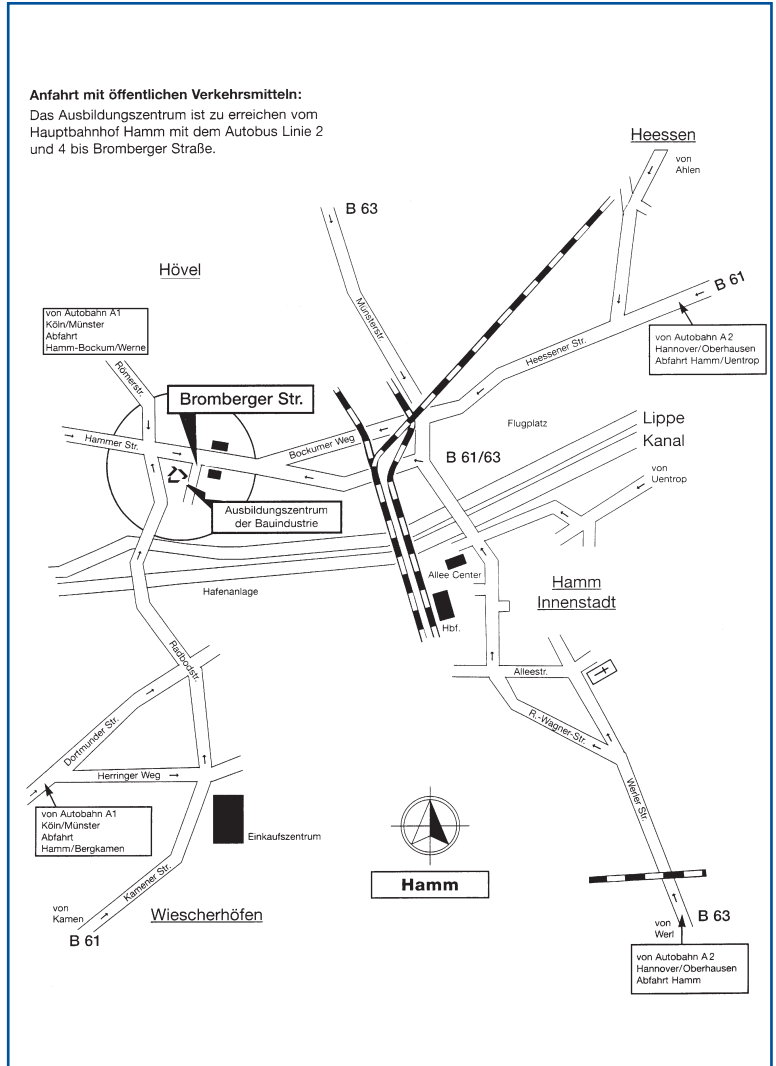 Anfahrt mit öffentlichen Verkehrsmitteln:
Das Ausbildungszentrum ist zu erreichen vom
Hauptbahnhof Hamm mit dem Autobus Linie 2
und 4 bis Bromberger Straße.
Heessen
von
Ahlen
B 63
Hövel
B 61
von Autobahn A1
Köln/Münster
Abfahrt
Hamm-Bockum/Werne
Münsterstr.
von Autobahn A2
Hannover/Oberhausen
Abfahrt Hamm/Uentrop
Heessener Str.
Römerstr.
Bromberger Str.
Flugplatz
Lippe
Kanal
Hammer Str.
Bockumer Weg
B 61/63
von
Uentrop
Ausbildungszentrum
der Bauindustrie
Allee Center
Hafenanlage
Hamm
Innenstadt
Hbf.
Radbodstr.
Alleestr.
R.-Wagner-Str.
Dortmunder Str.
Herringer Weg
Werler Str.
von Autobahn A1
Köln/Münster
Abfahrt
Hamm/Bergkamen
Einkaufszentrum
Kamener Str.
Hamm
von
Kamen
Wiescherhöfen
B 61
B 63
von
Werl
von Autobahn A2
Hannover/Oberhausen
Abfahrt Hamm